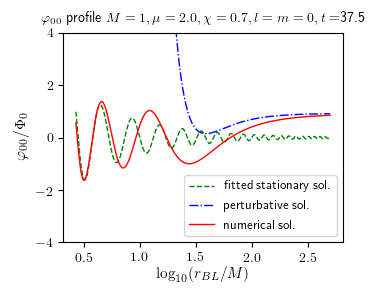 φ₀₀ profile M = 1, μ = 2.0, χ = 0.7, l = m = 0, t =37.5
4
2
0
−2
−4
φ₀₀/Φ₀
fitted stationary sol.
perturbative sol.
numerical sol.
0.5 1.0 1.5 2.0 2.5
log₁₀(r_BL/M)